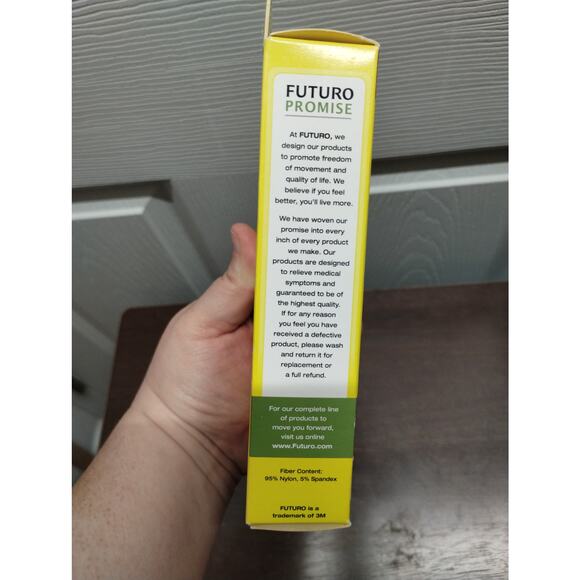 FUTURO
PROMISE
At FUTURO, we
design our products
to promote freedom
of movement and
quality of life. We
believe if you feel
better, you'll live more.
We have woven our
promise into every
inch of every product
we make. Our
products are designed
to relieve medical
symptoms and
guaranteed to be of
the highest quality.
If for any reason
you feel you have
received a defective
product, please wash
and return it for
replacement or
a full refund.
For our complete line
of products to
move you forward,
visit us online
www.Futuro.com
Fiber Content:
95% Nylon, 5% Spandex
FUTURO is a
trademark of 3M